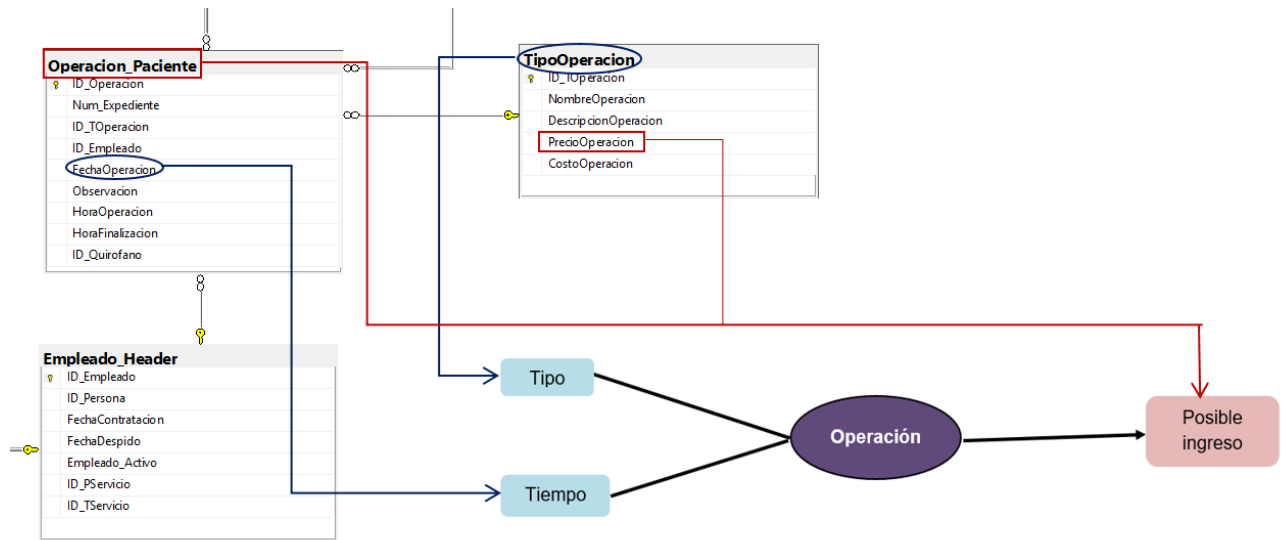 Operacion_Paciente
ID_Operacion
Num_Expediente
ID_TOperacion
ID_Empleado
FechaOperacion
Observacion
HoraOperacion
HoraFinalizacion
ID_Quirofano
TipoOperacion
ID_TOperacion
NombreOperacion
DescripcionOperacion
PrecioOperacion
CostoOperacion
Empleado_Header
ID_Empleado
ID_Persona
FechaContratacion
FechaDespido
Empleado_Activo
ID_PServicio
ID_TServicio
Tipo
Tiempo
Operación
Posible
ingreso